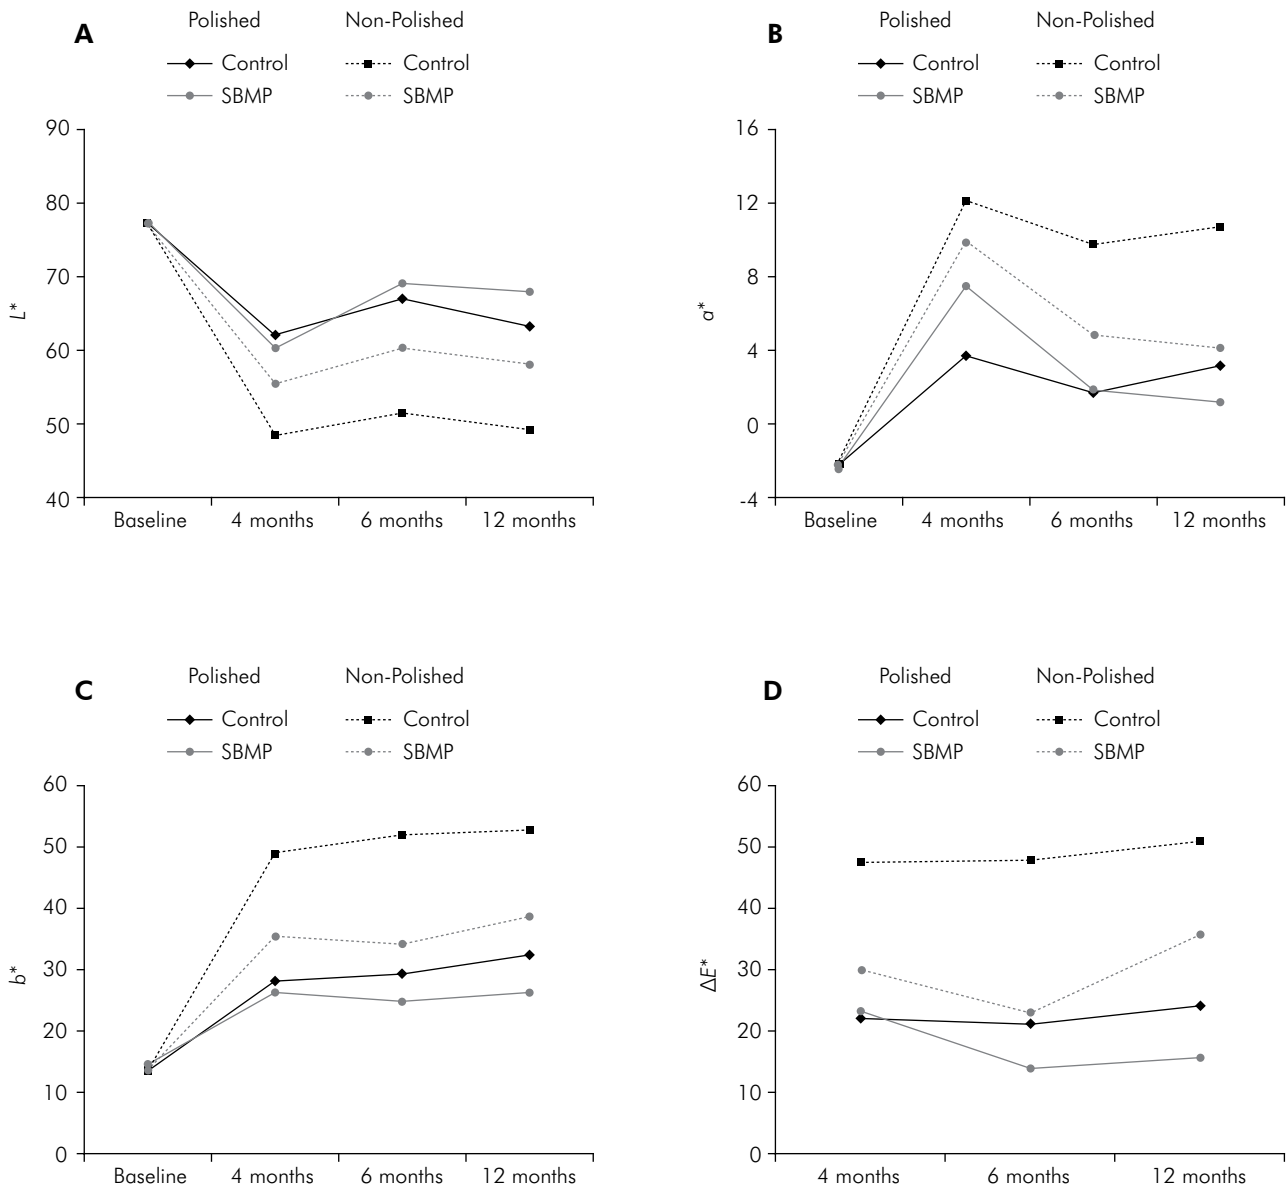 A
Polished Non-Polished
Control Control
SBMP SBMP
90
80
70
60
50
40
L*
Baseline 4 months 6 months 12 months
B
Polished Non-Polished
Control Control
SBMP SBMP
16
12
8
4
0
-4
a*
Baseline 4 months 6 months 12 months
C
Polished Non-Polished
Control Control
SBMP SBMP
60
50
40
30
20
10
0
b*
Baseline 4 months 6 months 12 months
D
Polished Non-Polished
Control Control
SBMP SBMP
60
50
40
30
20
10
0
ΔE*
4 months 6 months 12 months